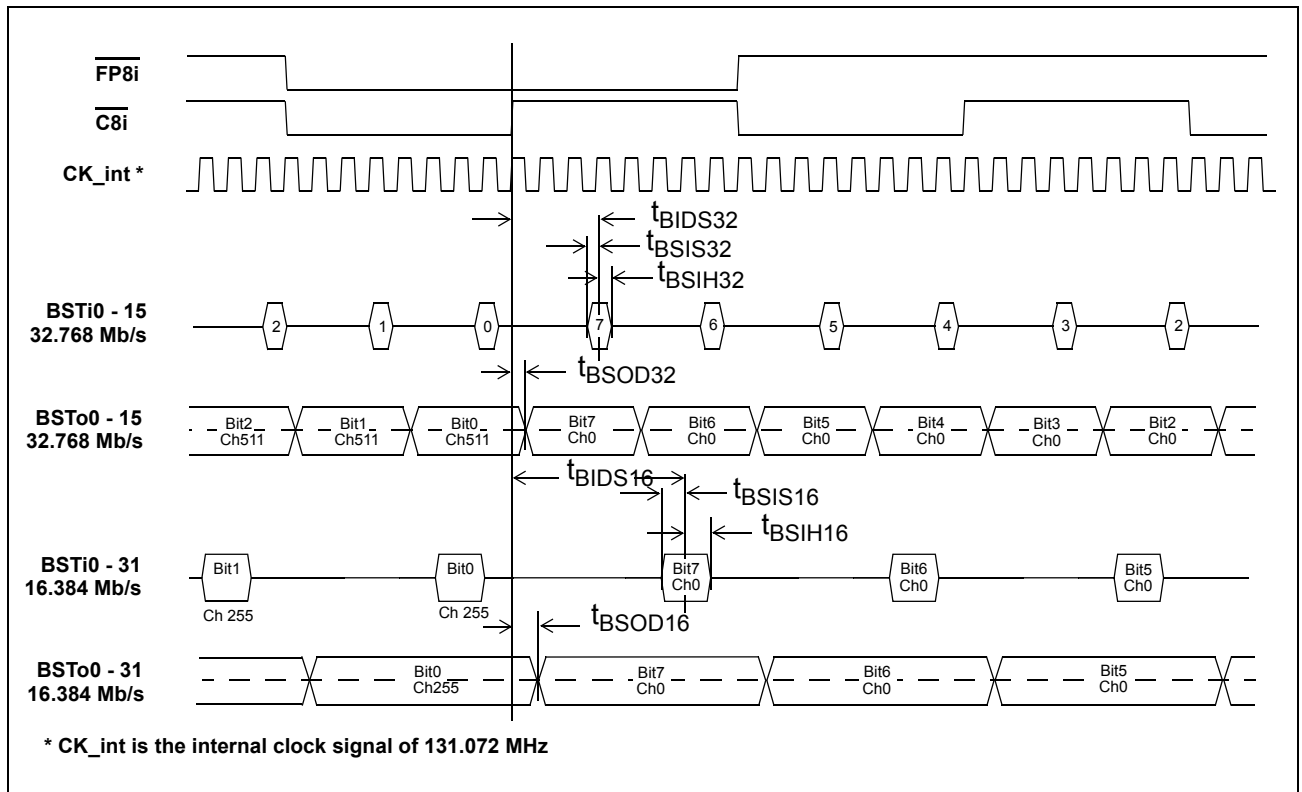 FP8i
C8i
CK_int *
tBIDS32
tBSIS32
tBSIH32
BSTi0 - 15
32.768 Mb/s
2 1 0 7 6 5 4 3 2
tBSOD32
BSTo0 - 15
32.768 Mb/s
Bit2 Bit1 Bit0 Bit7 Bit6 Bit5 Bit4 Bit3 Bit2
Ch511 Ch511 Ch511 Ch0 Ch0 Ch0 Ch0 Ch0 Ch0
tBIDS16
tBSIS16
tBSIH16
BSTi0 - 31
16.384 Mb/s
Bit1 Bit0 Bit7 Bit6 Bit5
Ch0 Ch0 Ch0
Ch 255 Ch 255
tBSOD16
BSTo0 - 31
16.384 Mb/s
Bit0 Bit7 Bit6 Bit5
Ch255 Ch0 Ch0 Ch0
* CK_int is the internal clock signal of 131.072 MHz